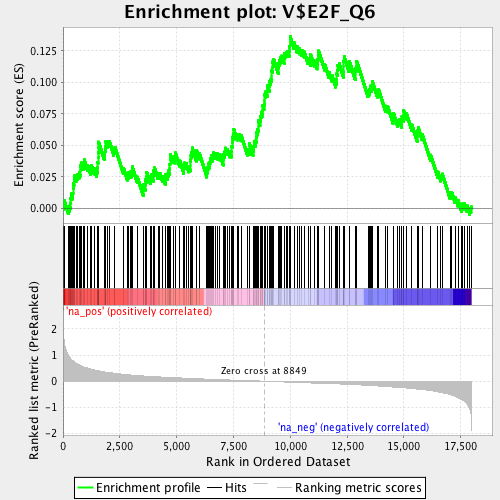 Enrichment plot: V$E2F_Q6
Enrichment score (ES)
0.125
0.100
0.075
0.050
0.025
0.000
'na_pos' (positively correlated)
Ranked list metric (PreRanked)
2
1
0
-1
-2
Zero cross at 8849
'na_neg' (negatively correlated)
0
2,500
5,000
7,500
10,000
12,500
15,000
17,500
Rank in Ordered Dataset
Enrichment profile
Hits
Ranking metric scores